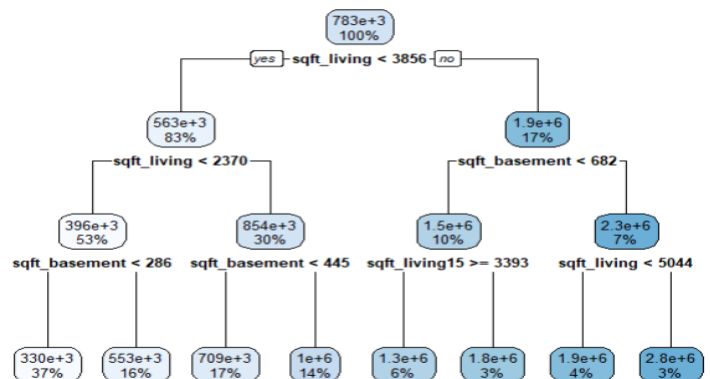 783e+3
100%
yes sqft_living < 3856 no
563e+3
83%
1.9e+6
17%
sqft_living < 2370
sqft_basement < 682
396e+3
53%
854e+3
30%
1.5e+6
10%
2.3e+6
7%
sqft_basement < 286
sqft_basement < 445
sqft_living15 >= 3393
sqft_living < 5044
330e+3
37%
553e+3
16%
709e+3
17%
1e+6
14%
1.3e+6
6%
1.8e+6
3%
1.9e+6
4%
2.8e+6
3%